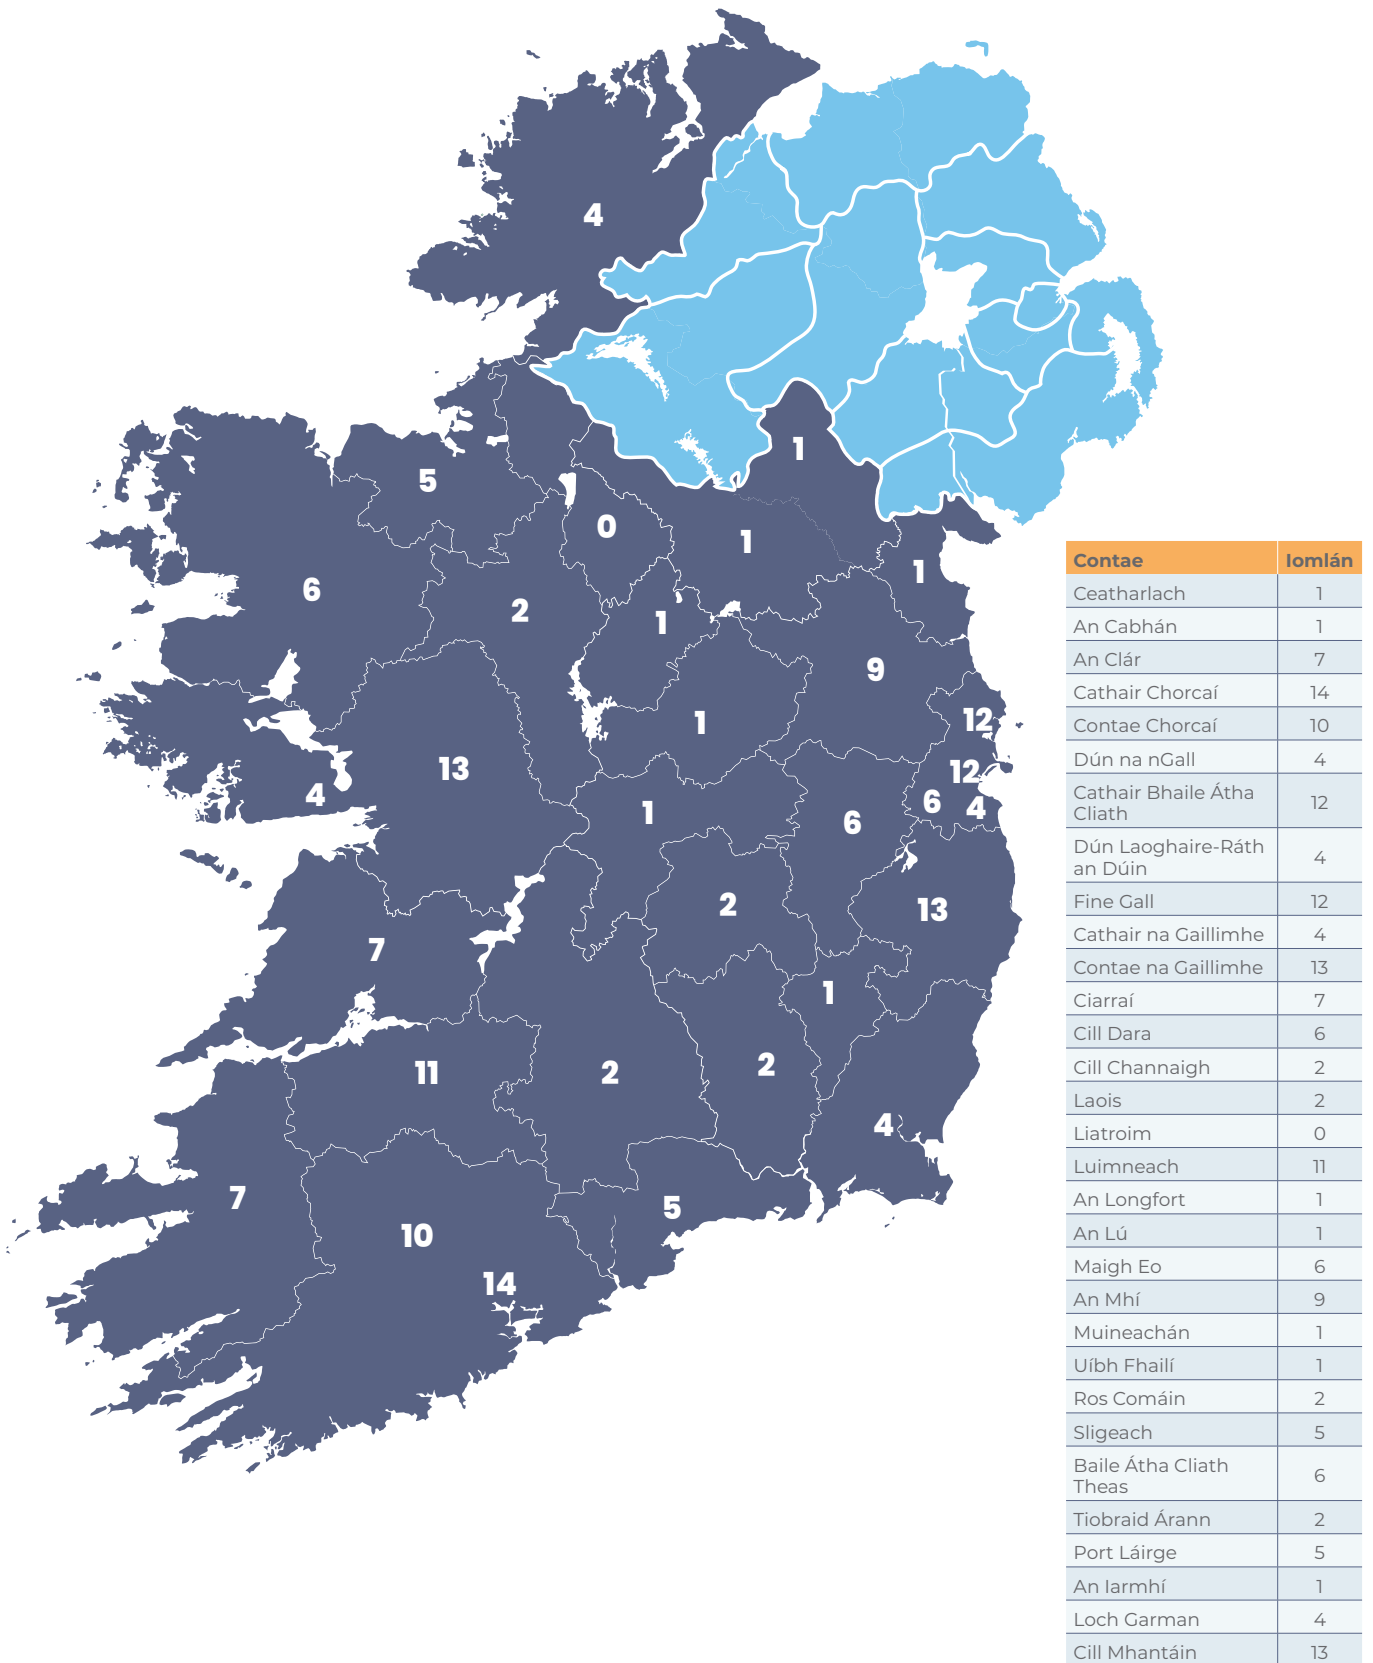 4
1
5
0
1
1
6
2
1
9
1
12
13
12
4
1
6
6
4
2
13
7
1
11
2
2
4
7
5
10
14
Contae Iomlán
Ceatharlach 1
An Cabhán 1
An Clár 7
Cathair Chorcaí 14
Contae Chorcaí 10
Dún na nGall 4
Cathair Bhaile Átha
Cliath 12
Dún Laoghaire-Ráth
an Dúin 4
Fine Gall 12
Cathair na Gaillimhe 4
Contae na Gaillimhe 13
Ciarraí 7
Cill Dara 6
Cill Channaigh 2
Laois 2
Liatroim 0
Luimneach 11
An Longfort 1
An Lú 1
Maigh Eo 6
An Mhí 9
Muineachán 1
Uíbh Fhailí 1
Ros Comáin 2
Sligeach 5
Baile Átha Cliath
Theas 6
Tiobraid Árann 2
Port Láirge 5
An Iarmhí 1
Loch Garman 4
Cill Mhantáin 13